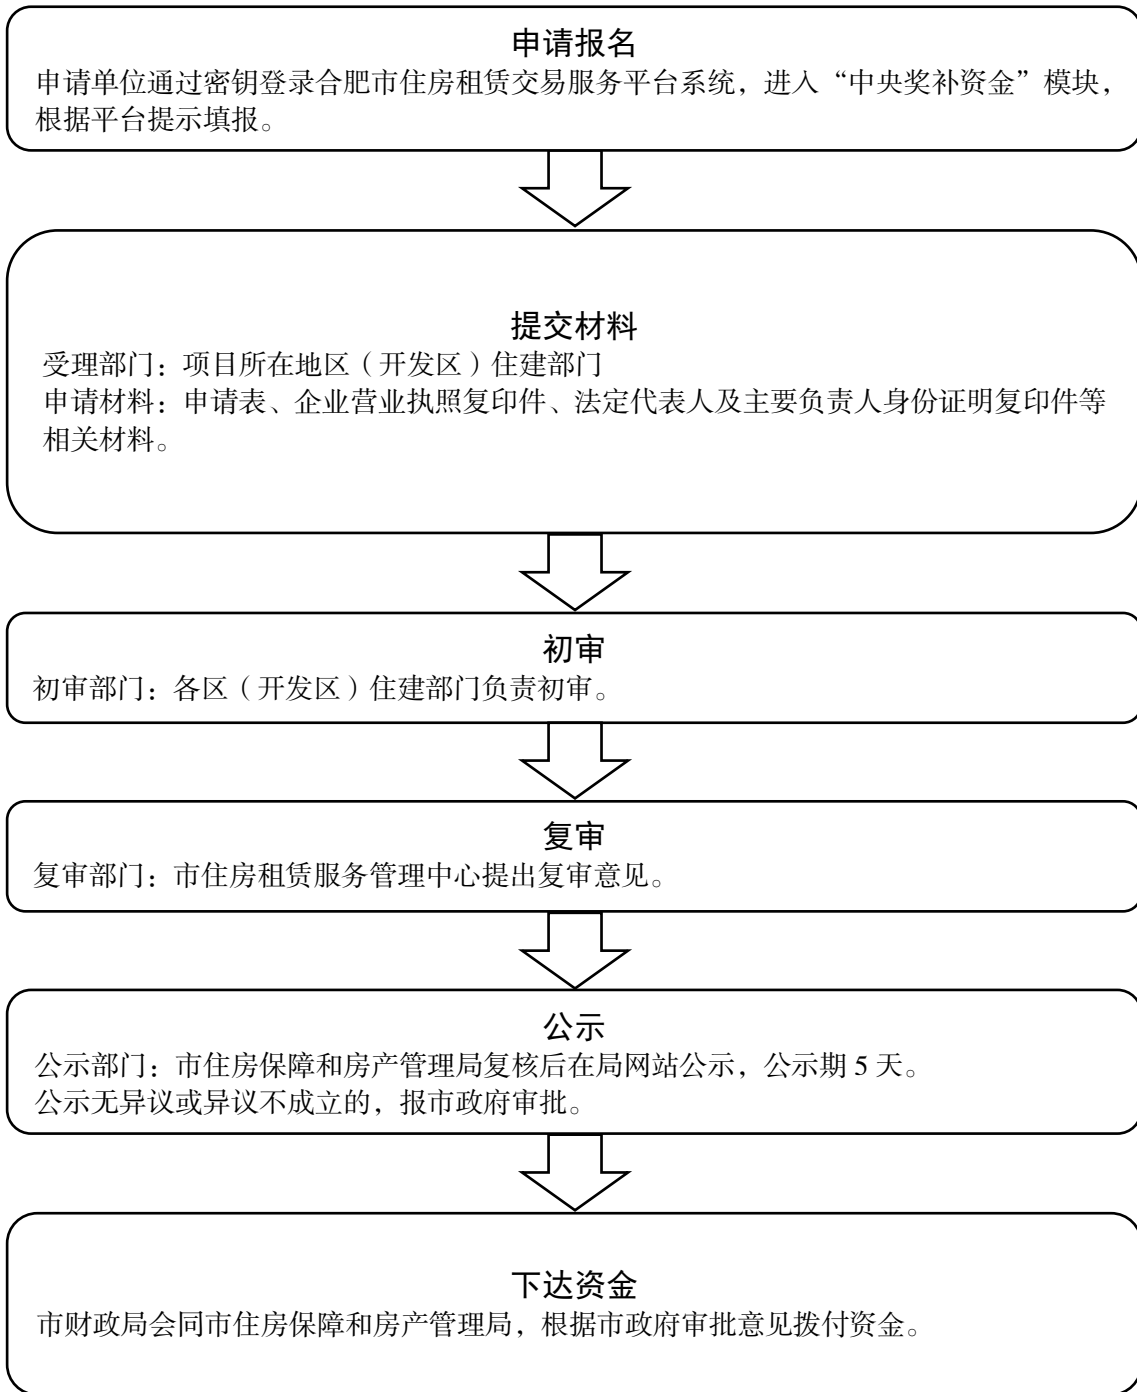 申请报名
申请单位通过密钥登录合肥市住房租赁交易服务平台系统，进入“中央奖补资金”模块，
根据平台提示填报。
提交材料
受理部门：项目所在地区（开发区）住建部门
申请材料：申请表、企业营业执照复印件、法定代表人及主要负责人身份证明复印件等
相关材料。
初审
初审部门：各区（开发区）住建部门负责初审。
复审
复审部门：市住房租赁服务管理中心提出复审意见。
公示
公示部门：市住房保障和房产管理局复核后在局网站公示，公示期 5 天。
公示无异议或异议不成立的，报市政府审批。
下达资金
市财政局会同市住房保障和房产管理局，根据市政府审批意见拨付资金。